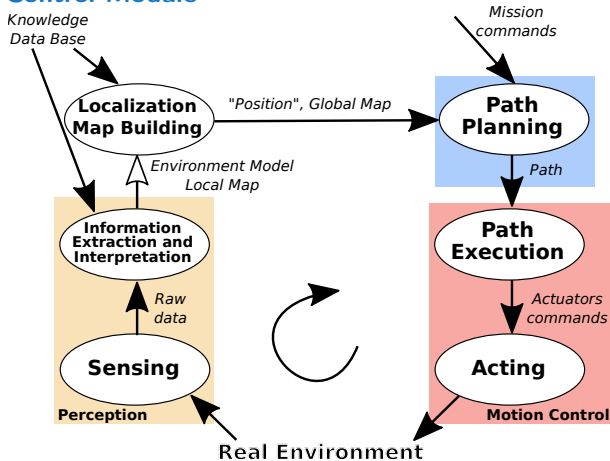 Control Module
Knowledge
Data Base
Mission
commands
Localization
Map Building
"Position", Global Map
Path
Planning
Environment Model
Local Map
Path
Information
Extraction and
Interpretation
Path
Execution
Raw
data
Actuators
commands
Sensing
Acting
Perception
Motion Control
Real Environment